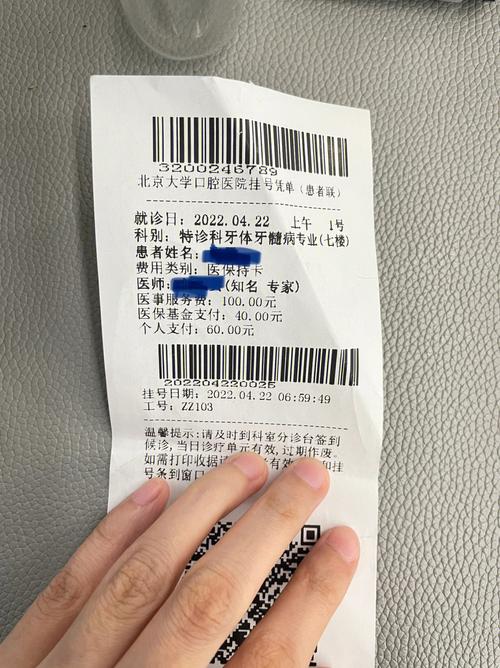 3200246789
北京大学口腔医院挂号凭单（患者联）
就诊日：2022.04.22 上午 1号
科别：特诊科牙体牙髓病专业(七楼)
患者姓名：
费用类别：医保持卡
医师：(知名 专家)
医事服务费：100.00元
医保基金支付：40.00元
个人支付：60.00元
202204220025
挂号日期：2022.04.22 06:59:49
工号：ZZ103
温馨提示:请及时到科室分诊台签到
候诊,当日诊疗单元有效,过期作废。
如需打印收据请 有效 和挂
号条到窗口